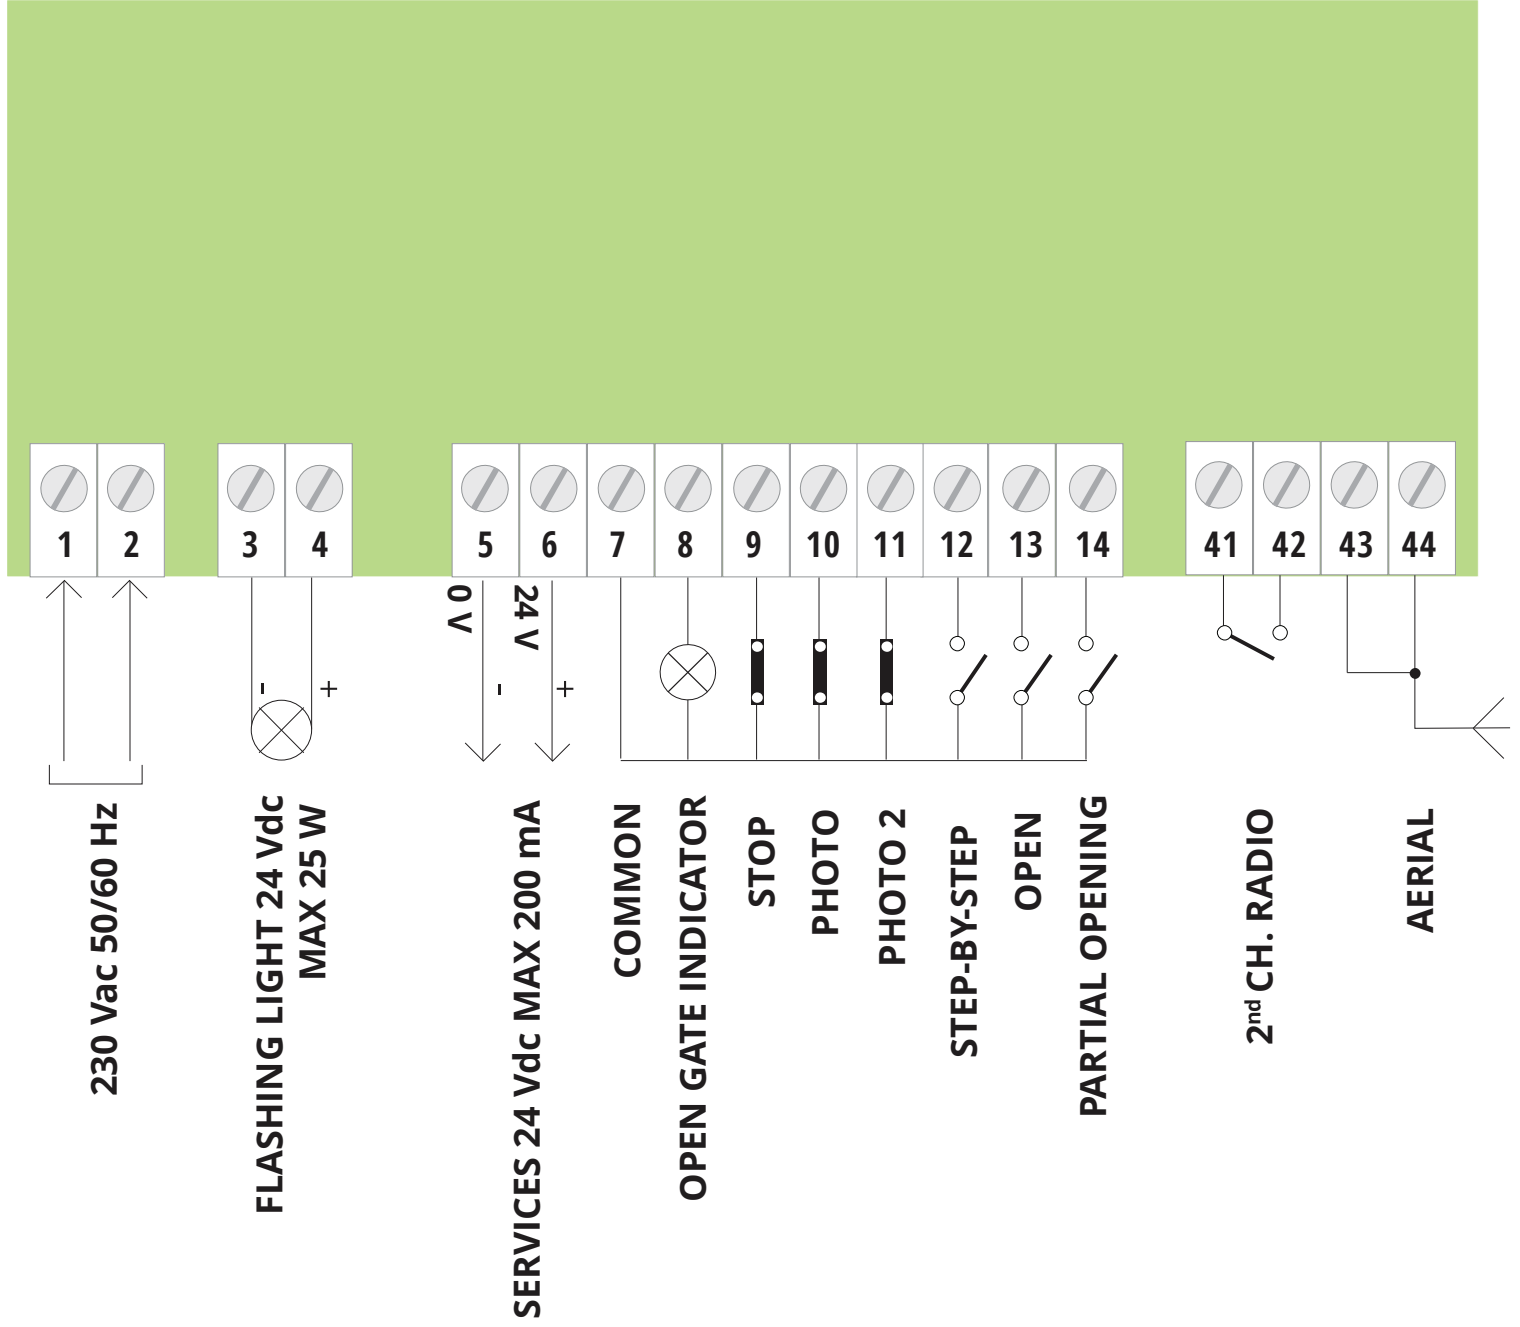 1 2 3 4 5 6 7 8 9 10 11 12 13 14 41 42 43 44
0 V
24 V
- + - +
230 Vac 50/60 Hz
FLASHING LIGHT 24 Vdc
MAX 25 W
SERVICES 24 Vdc MAX 200 mA
COMMON
OPEN GATE INDICATOR
STOP
PHOTO
PHOTO 2
STEP-BY-STEP
OPEN
PARTIAL OPENING
2nd CH. RADIO
AERIAL